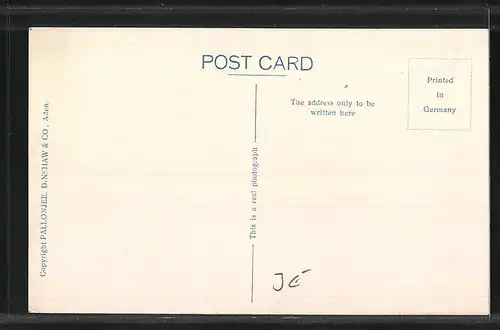 POST CARD
Printed
in
Germany
The address only to be
written here
This is a real photograph
Copyright PALLONJEE, DINSHAW & CO., Aden.